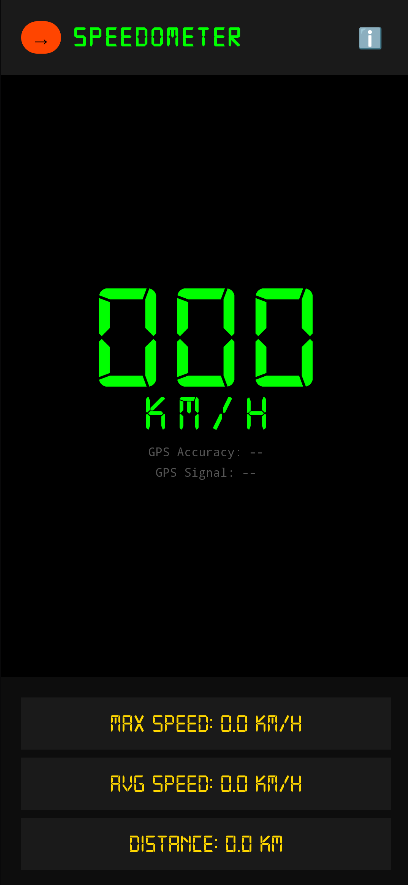 → SPEEDOMETER ℹ️
000
KM/H
GPS Accuracy: --
GPS Signal: --
MAX SPEED: 0.0 KM/H
AVG SPEED: 0.0 KM/H
DISTANCE: 0.0 KM